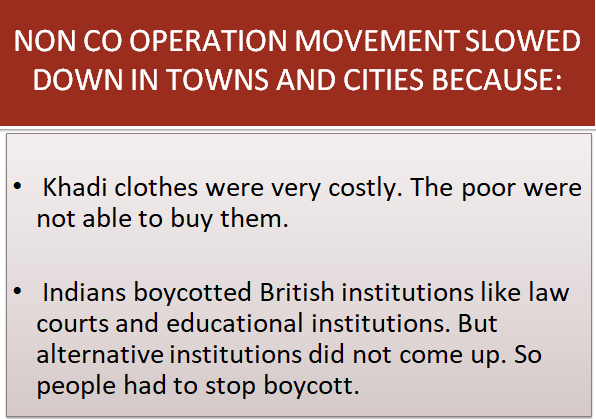 NON CO OPERATION MOVEMENT SLOWED
DOWN IN TOWNS AND CITIES BECAUSE:
• Khadi clothes were very costly. The poor were
not able to buy them.
• Indians boycotted British institutions like law
courts and educational institutions. But
alternative institutions did not come up. So
people had to stop boycott.